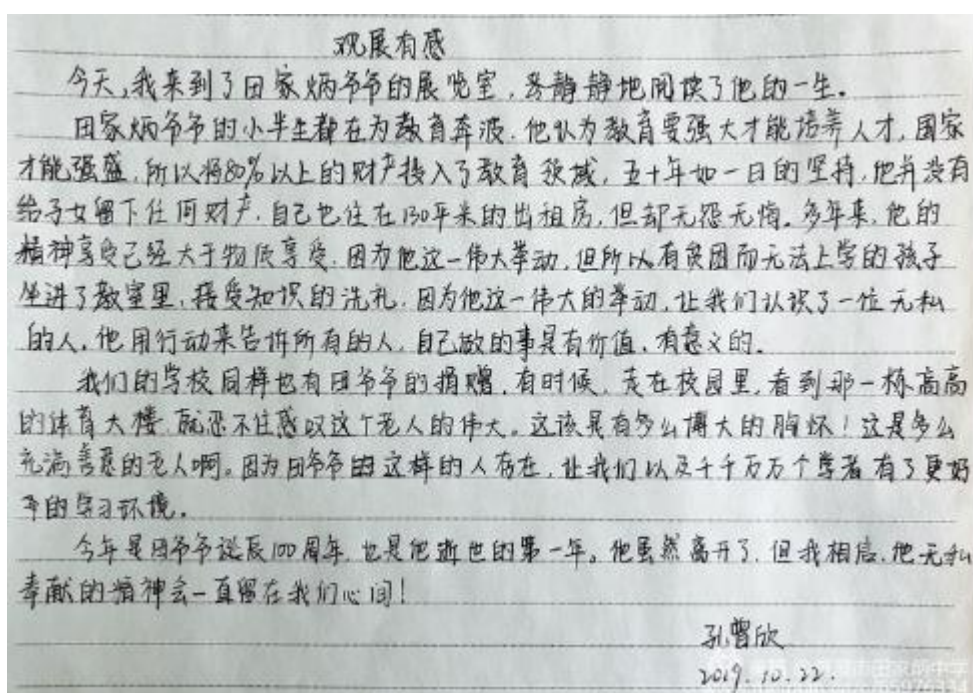 观展有感
今天,我来到了田家炳爷爷的展览室,静静地阅读了他的一生。
田家炳爷爷的小半生都在为教育奔波,他认为教育要强大才能培养人才,国家
才能强盛,所以将80%以上的财产投入了教育领域,五十年如一日的坚持,他并没有
给子女留下任何财产,自己也住在130平米的出租房,但却无怨无悔。多年来,他的
精神享受已经大于物质享受,因为他这一伟大举动,但所以有贫困而无法上学的孩子
坐进了教室里,接受知识的洗礼,因为他这一伟大的举动,让我们认识了一位无私
的人,他用行动来告诉所有的人,自己做的事是有价值,有意义的。
我们的学校同样也有田爷爷的捐赠,有时候,走在校园里,看到那一栋高高
的体育大楼,就忍不住感叹这个老人的伟大。这该是有多么博大的胸怀!这是多么
充满善意的老人啊。因为田爷爷这样的人存在,让我们以及千千万万个学者有了更好
的学习环境。
今年是田爷爷诞辰100周年,也是他逝世的第一年。他虽然离开了,但我相信,他无私
奉献的精神会一直留在我们心间!
孔曾欣
2019.10.22.